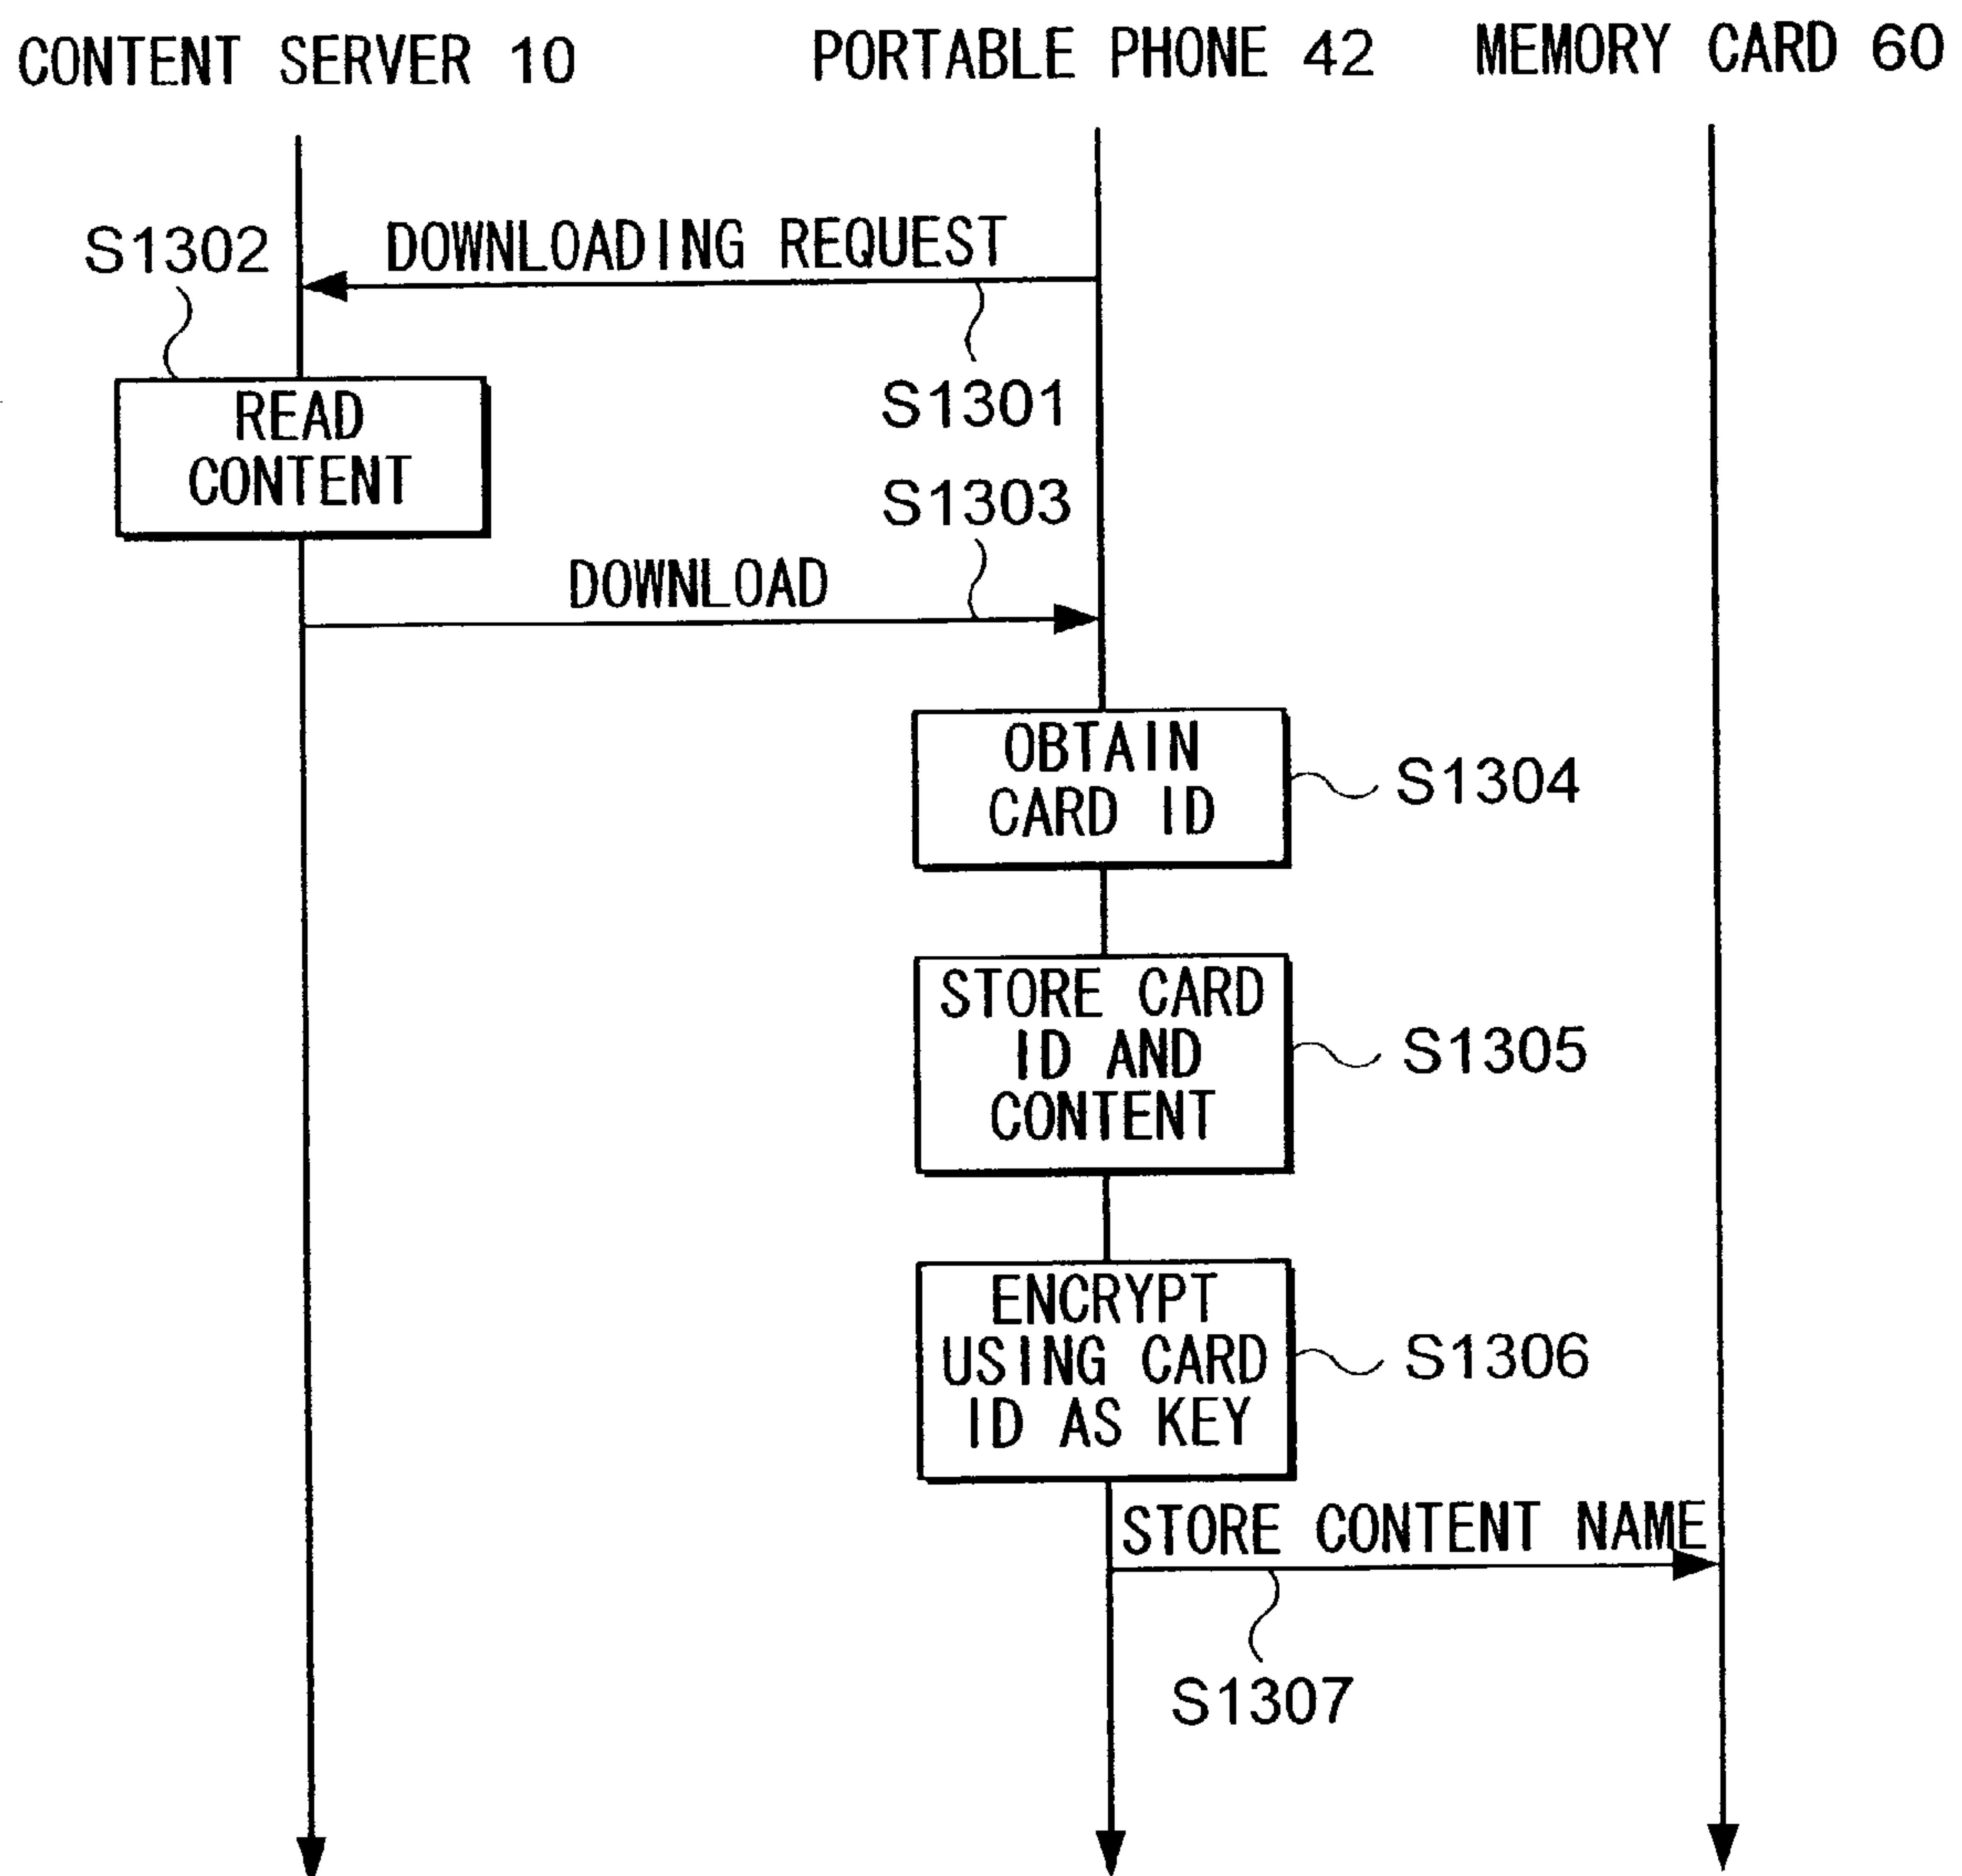 CONTENT SERVER 10
PORTABLE PHONE 42
MEMORY CARD 60
S1302
DOWNLOADING REQUEST
S1301
READ
CONTENT
S1303
DOWNLOAD
OBTAIN
CARD ID
S1304
STORE CARD
ID AND
CONTENT
S1305
ENCRYPT
USING CARD
ID AS KEY
S1306
STORE CONTENT NAME
S1307